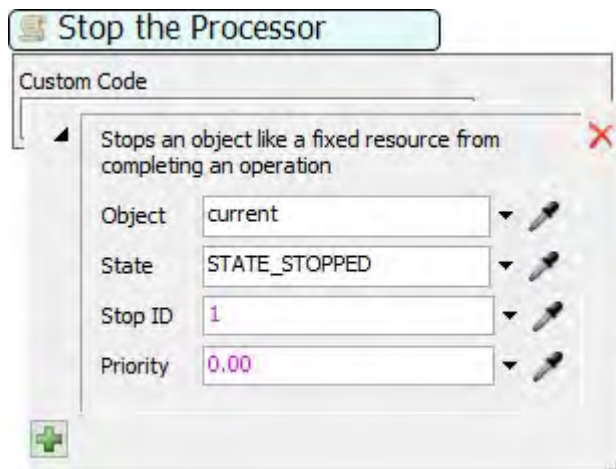 Stop the Processor
Custom Code
Stops an object like a fixed resource from
completing an operation
Object current
State STATE_STOPPED
Stop ID 1
Priority 0.00